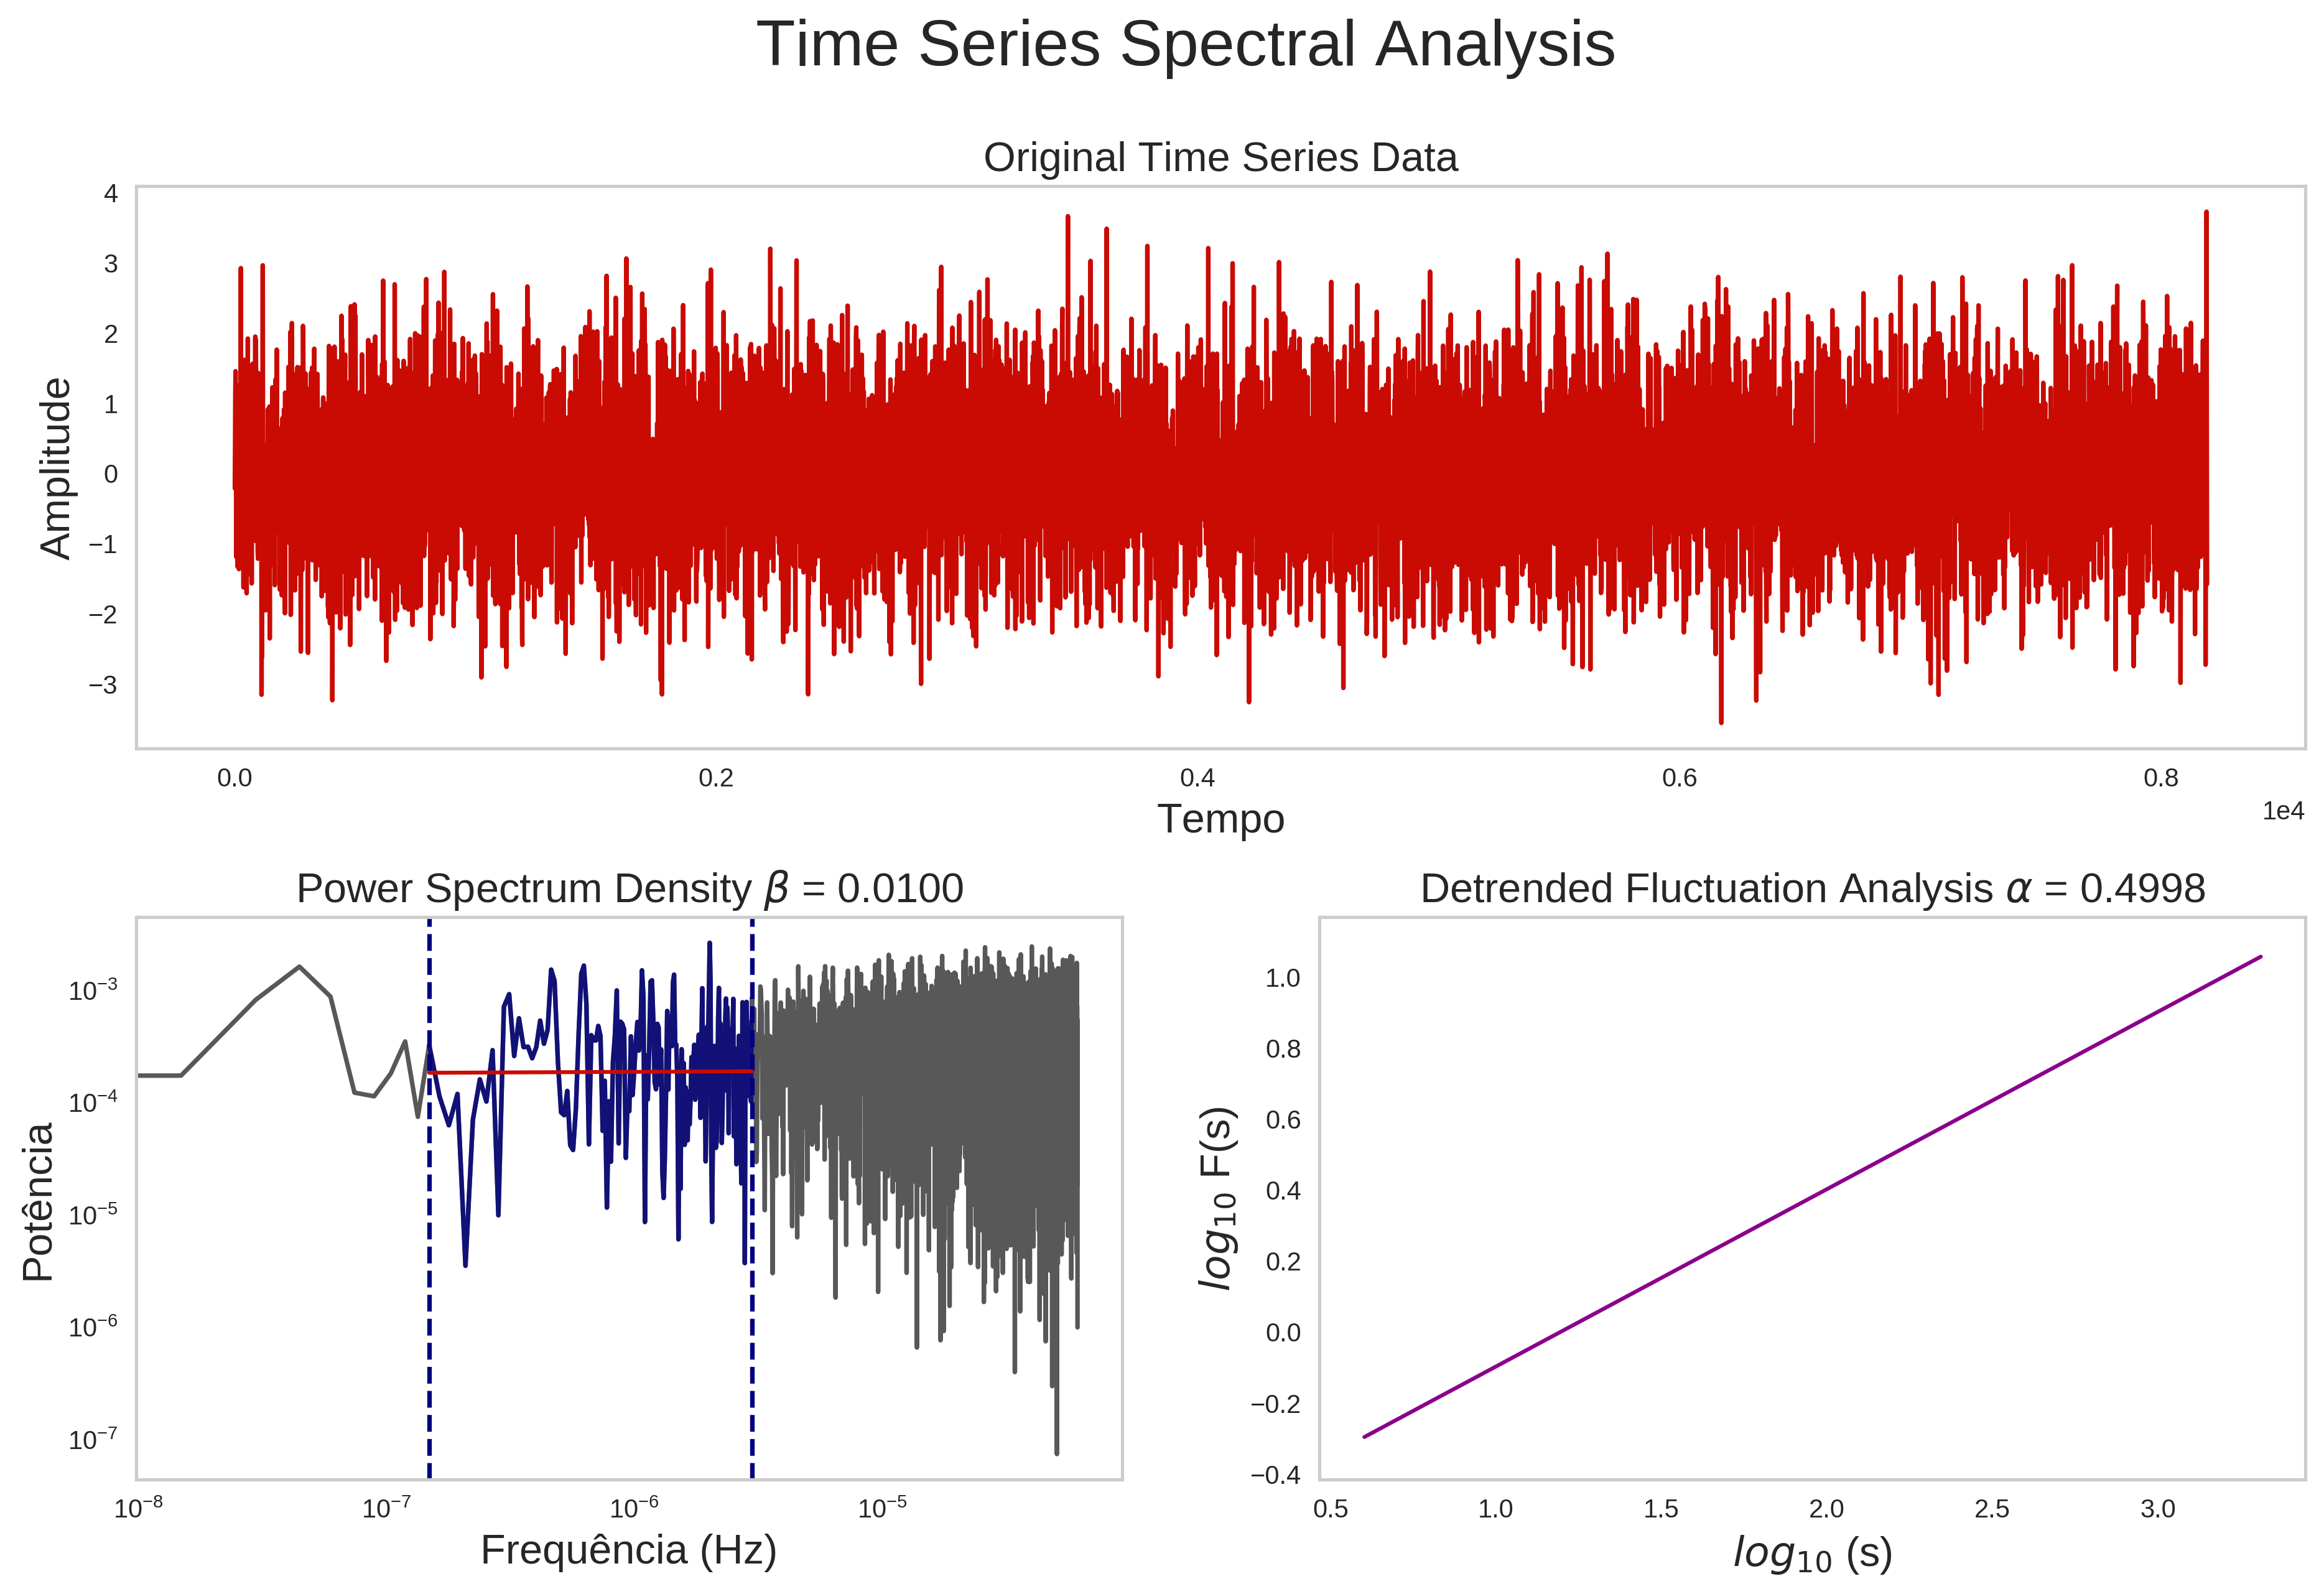 Time Series Spectral Analysis
Original Time Series Data
Amplitude
4
3
2
1
0
−1
−2
−3
0.0 0.2 0.4 0.6 0.8
1e4
Tempo
Power Spectrum Density β = 0.0100
Potência
10⁻³
10⁻⁴
10⁻⁵
10⁻⁶
10⁻⁷
10⁻⁸ 10⁻⁷ 10⁻⁶ 10⁻⁵
Frequência (Hz)
Detrended Fluctuation Analysis α = 0.4998
log₁₀ F(s)
1.0
0.8
0.6
0.4
0.2
0.0
−0.2
−0.4
0.5 1.0 1.5 2.0 2.5 3.0
log₁₀ (s)